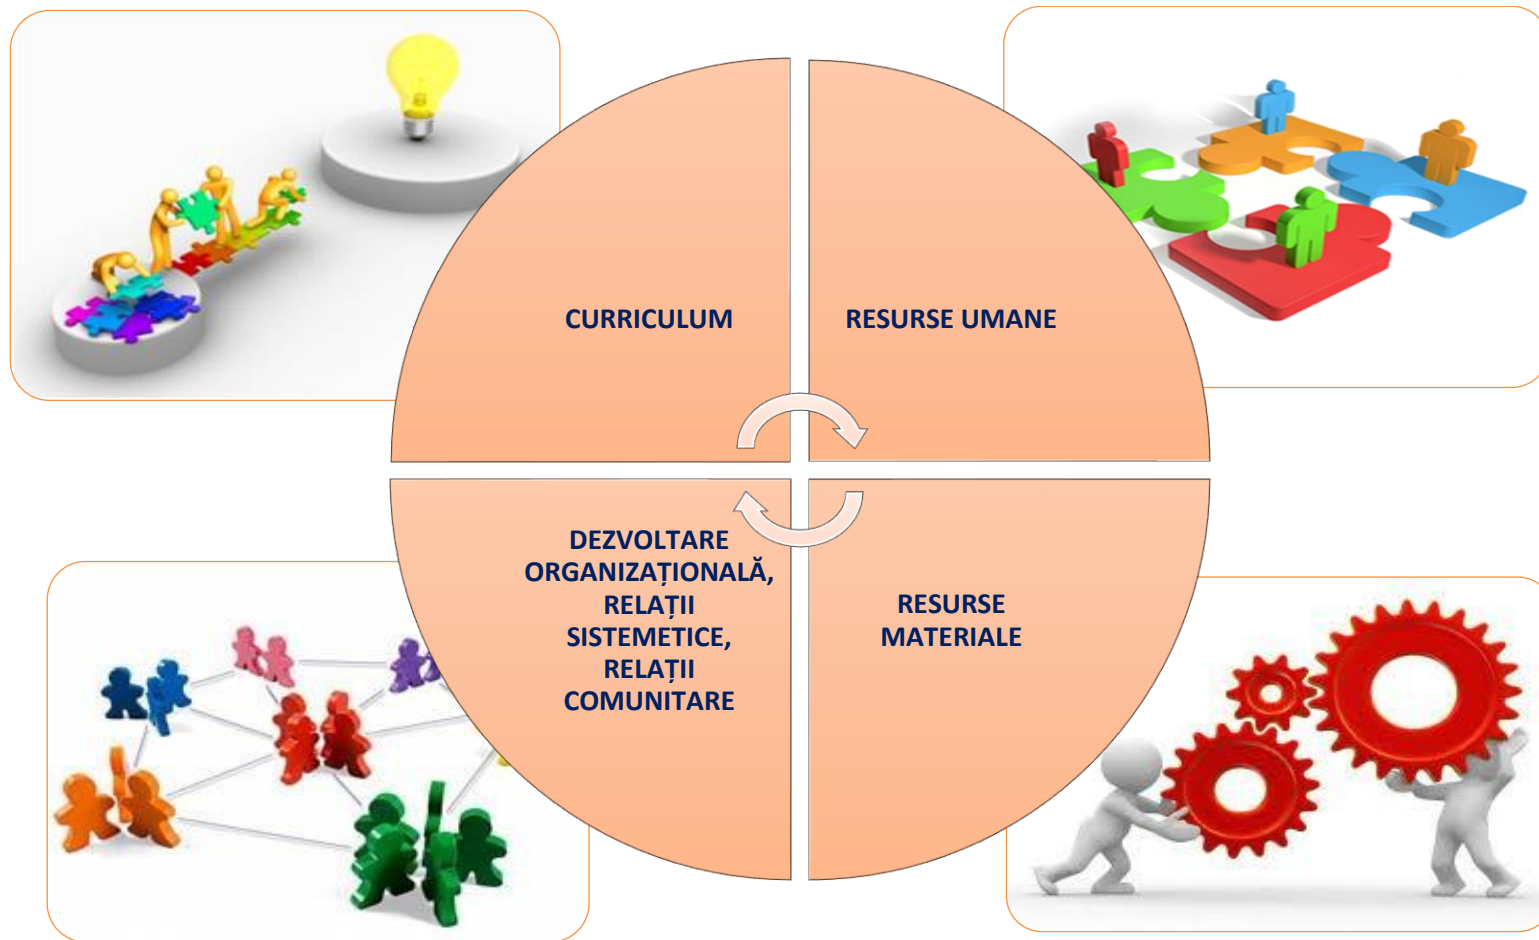 CURRICULUM
RESURSE UMANE
DEZVOLTARE
ORGANIZAȚIONALĂ,
RELAȚII
SISTEMETICE,
RELAȚII
COMUNITARE
RESURSE
MATERIALE